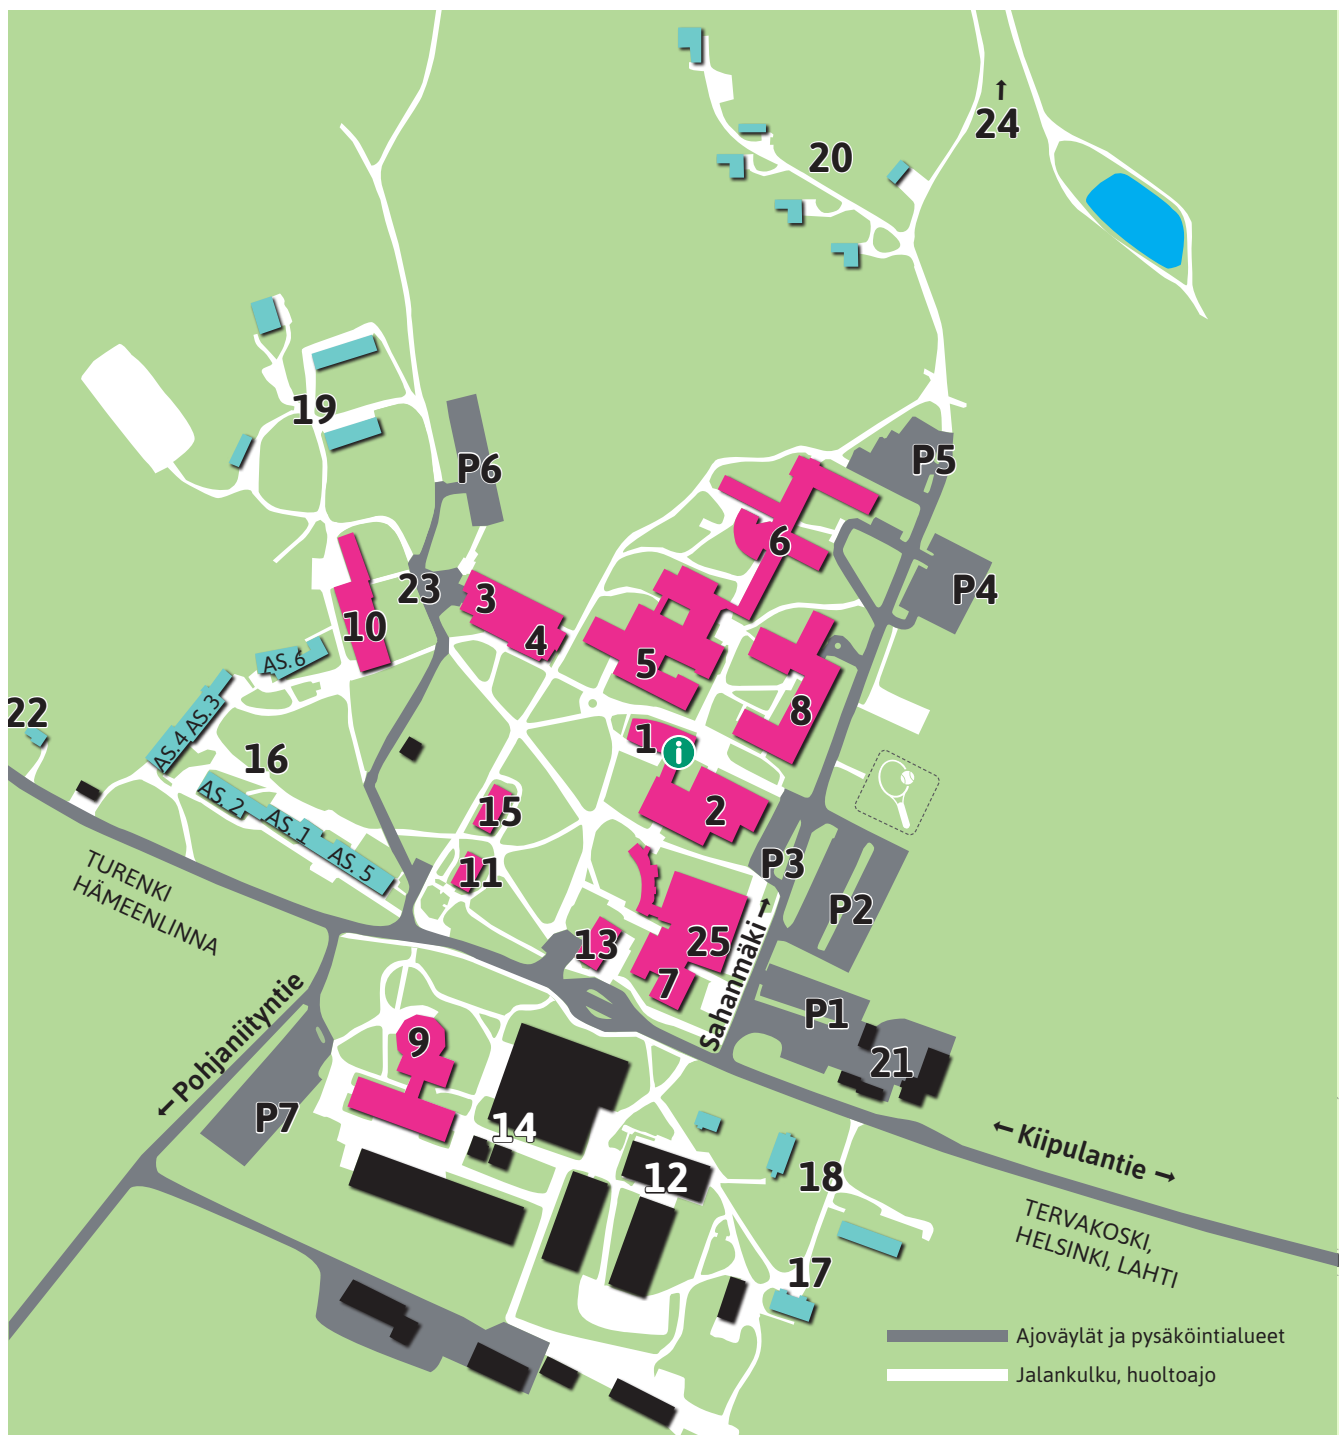 24
20
19
P6
P5
6
P4
23
3
10
4
AS.6
5
22
AS.4 AS.3
8
1
i
16
AS. 2
AS. 1
AS. 5
15
2
TURENKI
HÄMEENLINNA
11
P3
P2
13
25
7
Sahanmäki →
← Pohjaniityntie
9
P1
21
P7
14
12
← Kiipulantie →
18
TERVAKOSKI,
HELSINKI, LAHTI
17
Ajoväylät ja pysäköintialueet
Jalankulku, huoltoajo